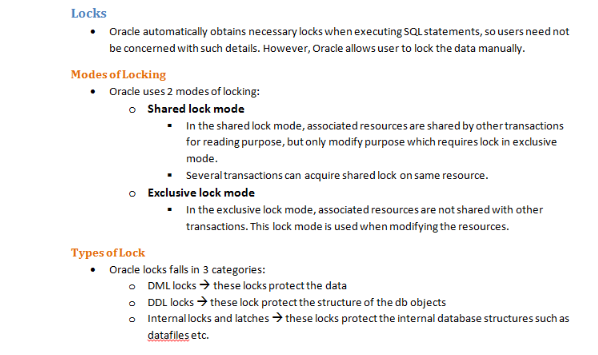 Locks
• Oracle automatically obtains necessary locks when executing SQL statements, so users need not
be concerned with such details. However, Oracle allows user to lock the data manually.
Modes of Locking
• Oracle uses 2 modes of locking:
o Shared lock mode
▪ In the shared lock mode, associated resources are shared by other transactions
for reading purpose, but only modify purpose which requires lock in exclusive
mode.
▪ Several transactions can acquire shared lock on same resource.
o Exclusive lock mode
▪ In the exclusive lock mode, associated resources are not shared with other
transactions. This lock mode is used when modifying the resources.
Types of Lock
• Oracle locks falls in 3 categories:
o DML locks → these locks protect the data
o DDL locks → these lock protect the structure of the db objects
o Internal locks and latches → these locks protect the internal database structures such as
datafiles etc.